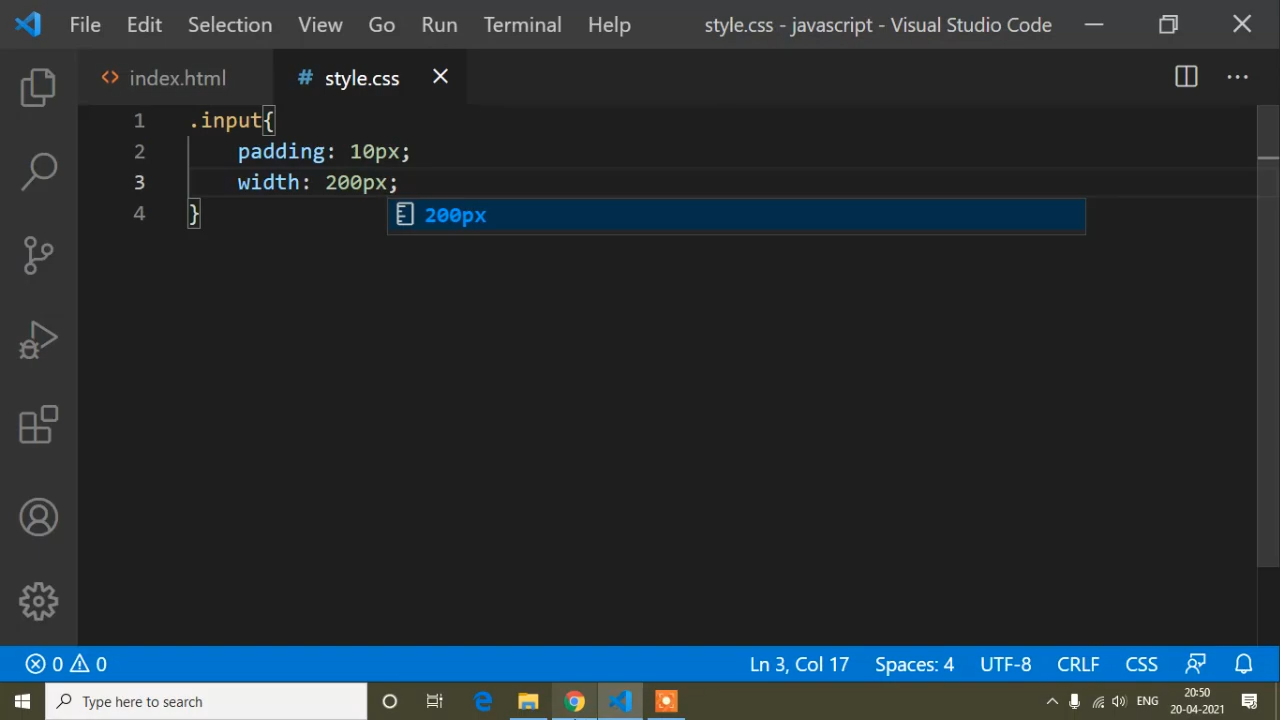 File Edit Selection View Go Run Terminal Help style.css - javascript - Visual Studio Code
index.html # style.css
1 .input{
2 padding: 10px;
3 width: 200px;
4 }
200px
0 0 Ln 3, Col 17 Spaces: 4 UTF-8 CRLF CSS
Type here to search ENG 20:50
20-04-2021